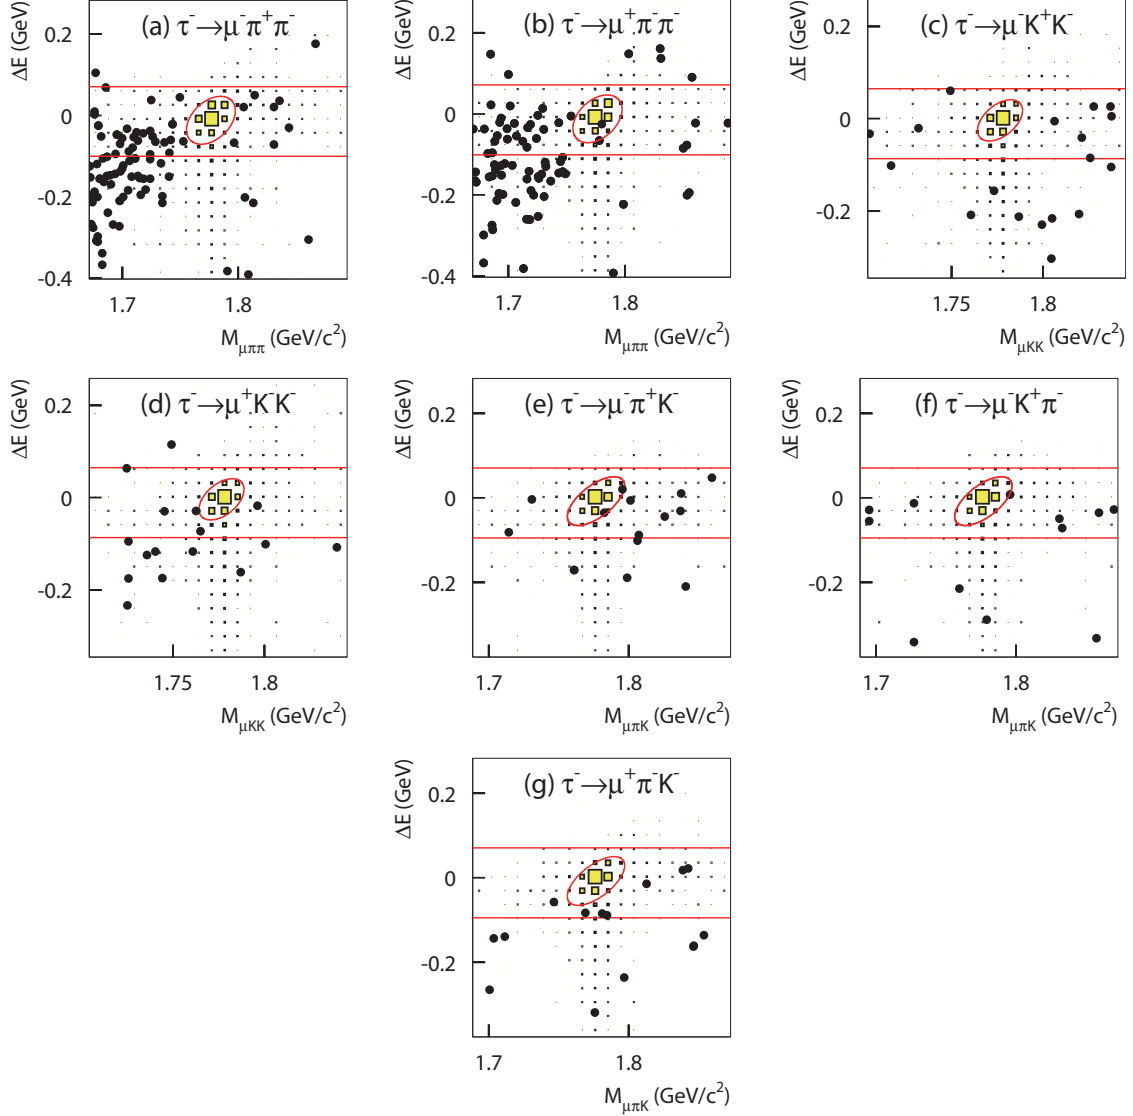 (a) τ⁻→μ⁻π⁺π⁻
ΔE (GeV)
0.2
0
-0.2
-0.4
1.7 1.8
M_μππ (GeV/c²)
(b) τ⁻→μ⁺π⁻π⁻
ΔE (GeV)
0.2
0
-0.2
-0.4
1.7 1.8
M_μππ (GeV/c²)
(c) τ⁻→μ⁻K⁺K⁻
ΔE (GeV)
0.2
0
-0.2
1.75 1.8
M_μKK (GeV/c²)
(d) τ⁻→μ⁺K⁻K⁻
ΔE (GeV)
0.2
0
-0.2
1.75 1.8
M_μKK (GeV/c²)
(e) τ⁻→μ⁻π⁺K⁻
ΔE (GeV)
0.2
0
-0.2
1.7 1.8
M_μπK (GeV/c²)
(f) τ⁻→μ⁻K⁺π⁻
ΔE (GeV)
0.2
0
-0.2
1.7 1.8
M_μπK (GeV/c²)
(g) τ⁻→μ⁺π⁻K⁻
ΔE (GeV)
0.2
0
-0.2
1.7 1.8
M_μπK (GeV/c²)